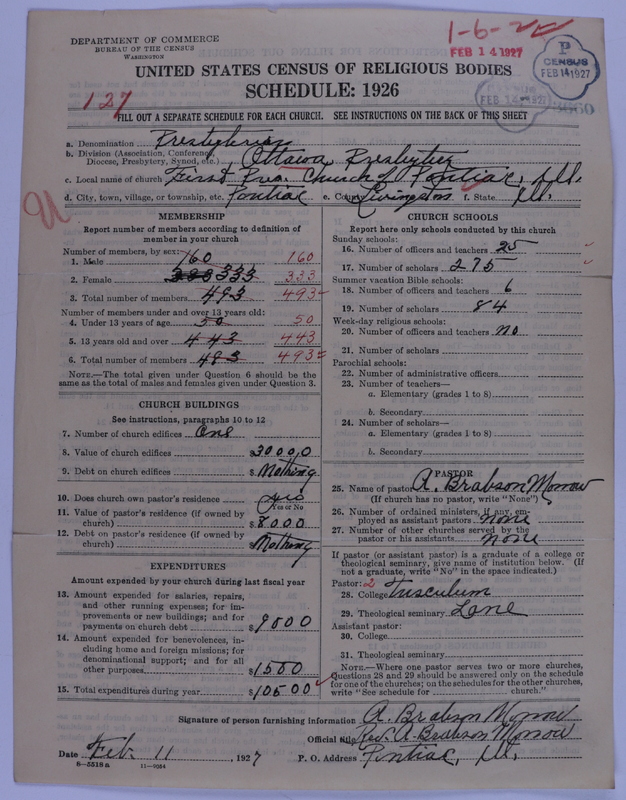 DEPARTMENT OF COMMERCE
BUREAU OF THE CENSUS
WASHINGTON
1-6-22
FEB 14 1927
P
CENSUS
FEB 14 1927
UNITED STATES CENSUS OF RELIGIOUS BODIES
SCHEDULE: 1926
FEB 14 1927
127
FILL OUT A SEPARATE SCHEDULE FOR EACH CHURCH. SEE INSTRUCTIONS ON THE BACK OF THIS SHEET
a. Denomination Presbyterian
b. Division (Association, Conference, Diocese, Presbytery, Synod, etc.) Ottawa Presbytery
c. Local name of church First Pres. Church of Pontiac, Ill.
d. City, town, village, or township, etc. Pontiac e. County Livingston f. State Ill.
MEMBERSHIP
Report number of members according to definition of
member in your church
Number of members, by sex:
1. Male 160 160
2. Female 333 333 333
3. Total number of members 493 493
Number of members under and over 13 years old:
4. Under 13 years of age 50 50
5. 13 years old and over 443 443
6. Total number of members 493 493
NOTE.—The total given under Question 6 should be the
same as the total of males and females given under Question 3.
CHURCH BUILDINGS
See instructions, paragraphs 10 to 12
7. Number of church edifices One
8. Value of church edifices $30000
9. Debt on church edifices $Nothing
10. Does church own pastor's residence yes
Yes or No
11. Value of pastor's residence (if owned by
church) $8000
12. Debt on pastor's residence (if owned by
church) $Nothing
EXPENDITURES
Amount expended by your church during last fiscal year
13. Amount expended for salaries, repairs,
and other running expenses; for im-
provements or new buildings; and for
payments on church debt $9000
14. Amount expended for benevolences, in-
cluding home and foreign missions; for
denominational support; and for all
other purposes $1500
15. Total expenditures during year $10500
CHURCH SCHOOLS
Report here only schools conducted by this church
Sunday schools:
16. Number of officers and teachers 25
17. Number of scholars 275
Summer vacation Bible schools:
18. Number of officers and teachers 6
19. Number of scholars 84
Week-day religious schools:
20. Number of officers and teachers no
21. Number of scholars
Parochial schools:
22. Number of administrative officers
23. Number of teachers—
a. Elementary (grades 1 to 8)
b. Secondary
24. Number of scholars—
a. Elementary (grades 1 to 8)
b. Secondary
PASTOR
25. Name of pastor A. Brabson Morrow
(If church has no pastor, write "None")
26. Number of ordained ministers, if any, em-
ployed as assistant pastors none
27. Number of other churches served by the
pastor or his assistants none
If pastor (or assistant pastor) is a graduate of a college or
theological seminary, give name of institution below. (If
not a graduate, write "No" in the space indicated.)
Pastor: 2
28. College Tusculum
29. Theological seminary Lane
Assistant pastor:
30. College
31. Theological seminary
NOTE.—Where one pastor serves two or more churches,
Questions 28 and 29 should be answered only on the schedule
for one of the churches; on the schedules for the other churches,
write "See schedule for church."
Signature of person furnishing information A. Brabson Morrow
Official title Rev. A. Brabson Morrow
Date Feb. 11, 1927 P. O. Address Pontiac, Ill.
8-5518a 11-9054